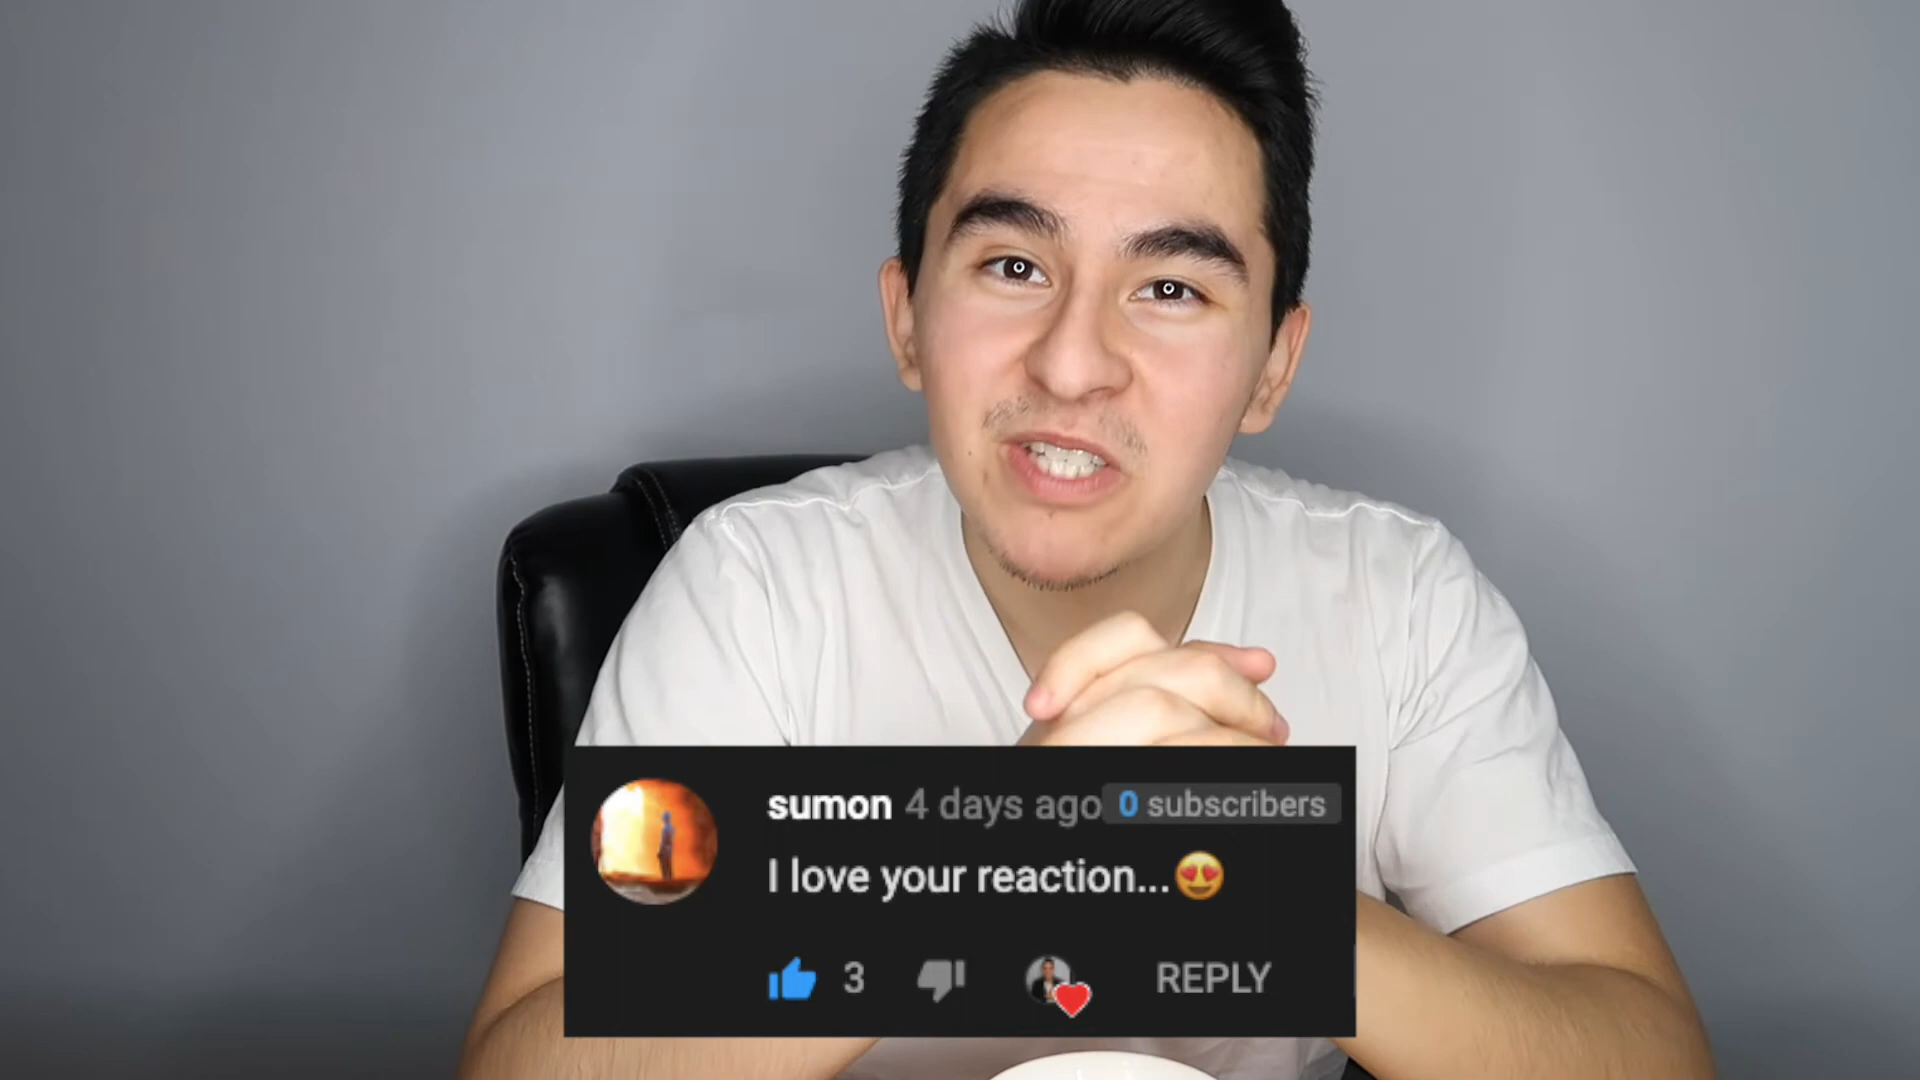 sumon 4 days ago 0 subscribers
I love your reaction...😍
3 REPLY